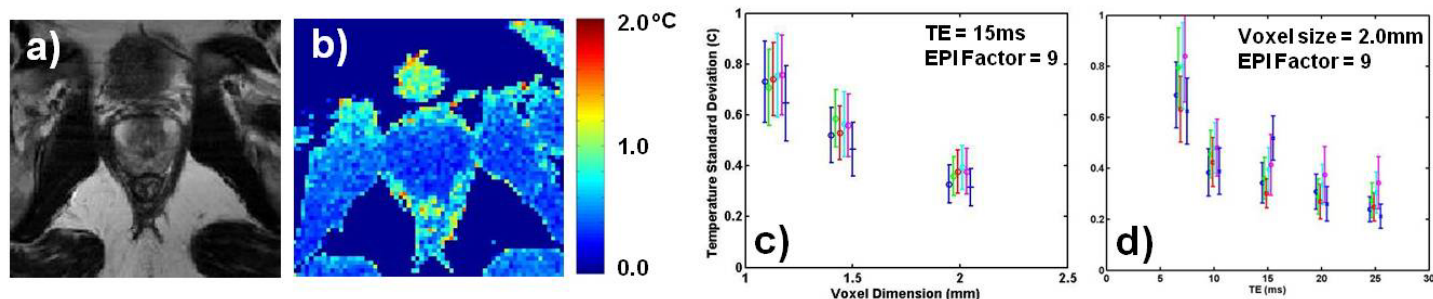 a)
b)
2.0 °C
1.0
0.0
Temperature Standard Deviation (C)
1
0.8
0.6
0.4
0.2
0
1
1.5
2
2.5
Voxel Dimension (mm)
TE = 15ms
EPI Factor = 9
c)
1
0.8
0.6
0.4
0.2
0
0
5
10
15
20
25
30
TE (ms)
Voxel size = 2.0mm
EPI Factor = 9
d)